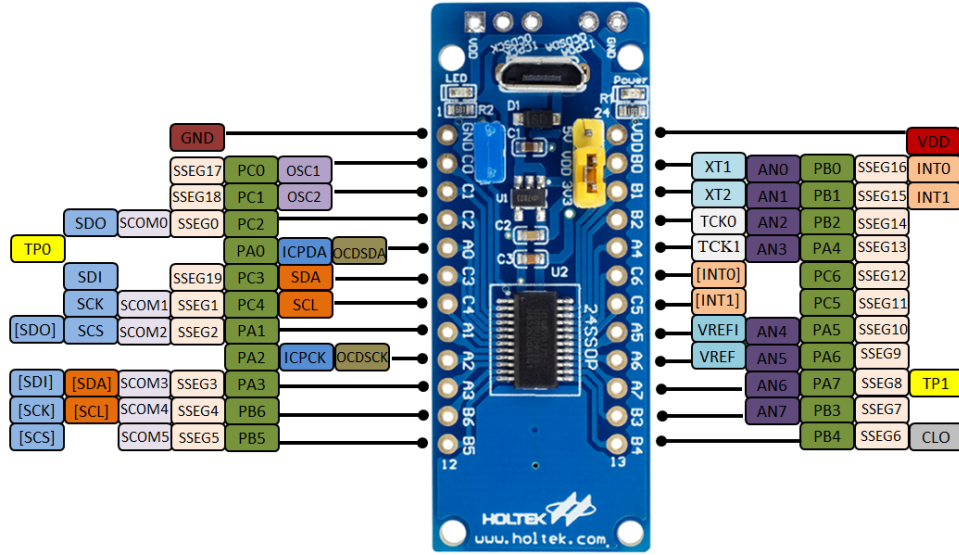 VDD ICPCK OCDSCK ICPDA OCDSDA GND
LED
Power
1
R2
D1
R1
24
GND
C0
C1
C2
A0
C3
C4
A1
A2
A3
B6
B5
12
C1
U1
C2
C3
U2
24SSOP
5V VDD 3V3
VDD
B0
B1
B2
A4
C6
C5
A5
A6
A7
B3
B4
13
HOLTEK
www.holtek.com
GND
SSEG17 PC0 OSC1
SSEG18 PC1 OSC2
SDO SCOM0 SSEG0 PC2
TP0 PA0 ICPDA OCDSDA
SDI SSEG19 PC3 SDA
SCK SCOM1 SSEG1 PC4 SCL
[SDO] SCS SCOM2 SSEG2 PA1
PA2 ICPCK OCDSCK
[SDI] [SDA] SCOM3 SSEG3 PA3
[SCK] [SCL] SCOM4 SSEG4 PB6
[SCS] SCOM5 SSEG5 PB5
VDD
XT1 AN0 PB0 SSEG16 INT0
XT2 AN1 PB1 SSEG15 INT1
TCK0 AN2 PB2 SSEG14
TCK1 AN3 PA4 SSEG13
[INT0] PC6 SSEG12
[INT1] PC5 SSEG11
VREFI AN4 PA5 SSEG10
VREF AN5 PA6 SSEG9
AN6 PA7 SSEG8 TP1
AN7 PB3 SSEG7
PB4 SSEG6 CLO